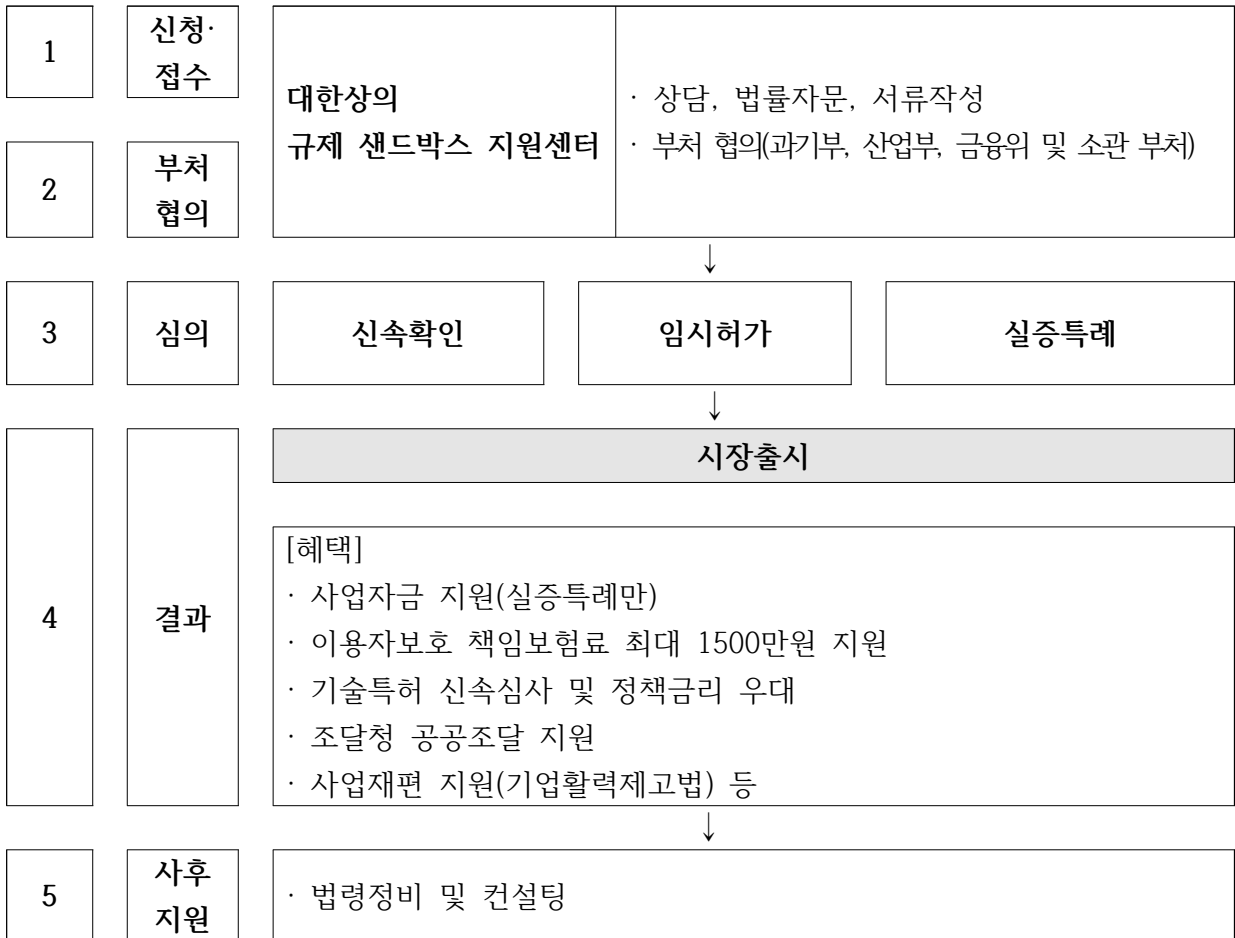 1
신청·
접수
대한상의
규제 샌드박스 지원센터
· 상담, 법률자문, 서류작성
· 부처 협의(과기부, 산업부, 금융위 및 소관 부처)
2
부처
협의
↓
3
심의
신속확인
임시허가
실증특례
↓
4
결과
시장출시
[혜택]
· 사업자금 지원(실증특례만)
· 이용자보호 책임보험료 최대 1500만원 지원
· 기술특허 신속심사 및 정책금리 우대
· 조달청 공공조달 지원
· 사업재편 지원(기업활력제고법) 등
↓
5
사후
지원
· 법령정비 및 컨설팅